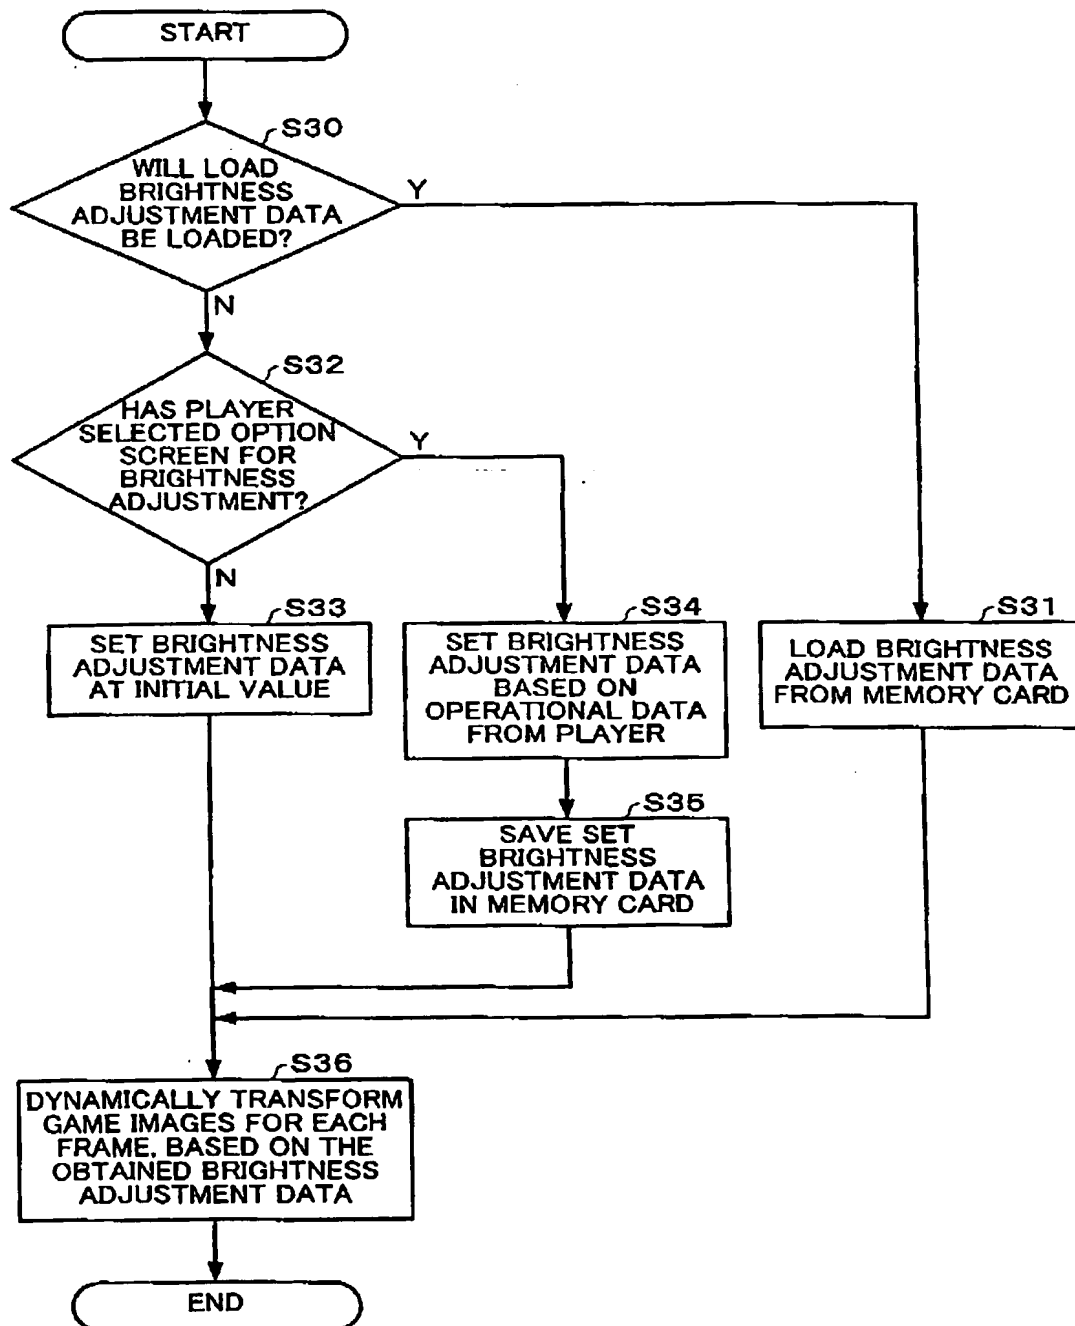 START
S30
WILL LOAD
BRIGHTNESS
ADJUSTMENT DATA
BE LOADED?
Y
N
S32
HAS PLAYER
SELECTED OPTION
SCREEN FOR
BRIGHTNESS
ADJUSTMENT?
Y
N
S33
SET BRIGHTNESS
ADJUSTMENT DATA
AT INITIAL VALUE
S34
SET BRIGHTNESS
ADJUSTMENT DATA
BASED ON
OPERATIONAL DATA
FROM PLAYER
S31
LOAD BRIGHTNESS
ADJUSTMENT DATA
FROM MEMORY CARD
S35
SAVE SET
BRIGHTNESS
ADJUSTMENT DATA
IN MEMORY CARD
S36
DYNAMICALLY TRANSFORM
GAME IMAGES FOR EACH
FRAME, BASED ON THE
OBTAINED BRIGHTNESS
ADJUSTMENT DATA
END